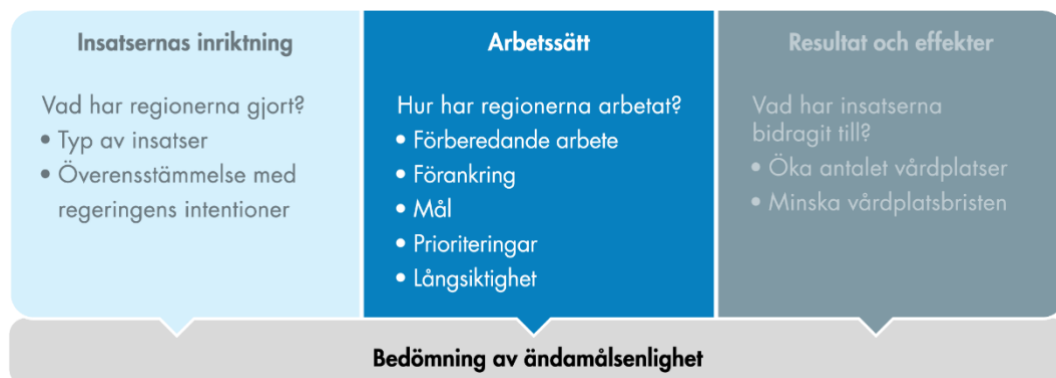 Insatsernas inriktning
Vad har regionerna gjort?
• Typ av insatser
• Överensstämmelse med
regeringens intentioner
Arbetssätt
Hur har regionerna arbetat?
• Förberedande arbete
• Förankring
• Mål
• Prioriteringar
• Långsiktighet
Resultat och effekter
Vad har insatserna
bidragit till?
• Öka antalet vårdplatser
• Minska vårdplatsbristen
Bedömning av ändamålsenlighet